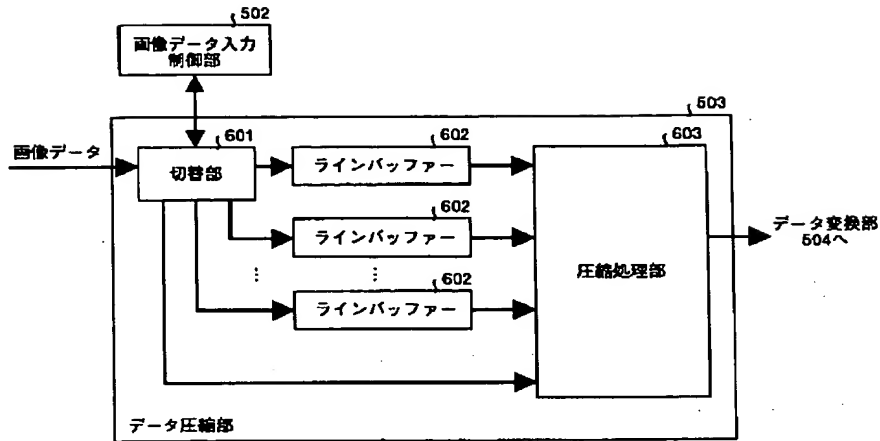 502
画像データ入力
制御部
503
画像データ
601
切替部
602
ラインバッファー
603
圧縮処理部
602
ラインバッファー
データ変換部
504へ
602
ラインバッファー
データ圧縮部